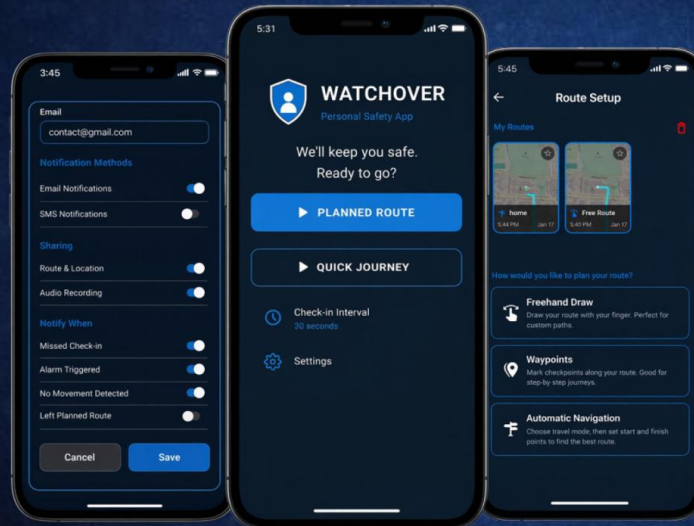 3:45
Email
contact@gmail.com
Notification Methods
Email Notifications
SMS Notifications
Sharing
Route & Location
Audio Recording
Notify When
Missed Check-in
Alarm Triggered
No Movement Detected
Left Planned Route
Cancel
Save
5:31
WATCHOVER
Personal Safety App
We'll keep you safe.
Ready to go?
PLANNED ROUTE
QUICK JOURNEY
Check-in Interval
30 seconds
Settings
5:45
Route Setup
My Routes
home
5:44 PM Jan 17
Free Route
5:40 PM Jan 17
How would you like to plan your route?
Freehand Draw
Draw your route with your finger. Perfect for
custom paths.
Waypoints
Mark checkpoints along your route. Good for
step-by step journeys.
Automatic Navigation
Choose travel mode, then set start and finish
points to find the best route.